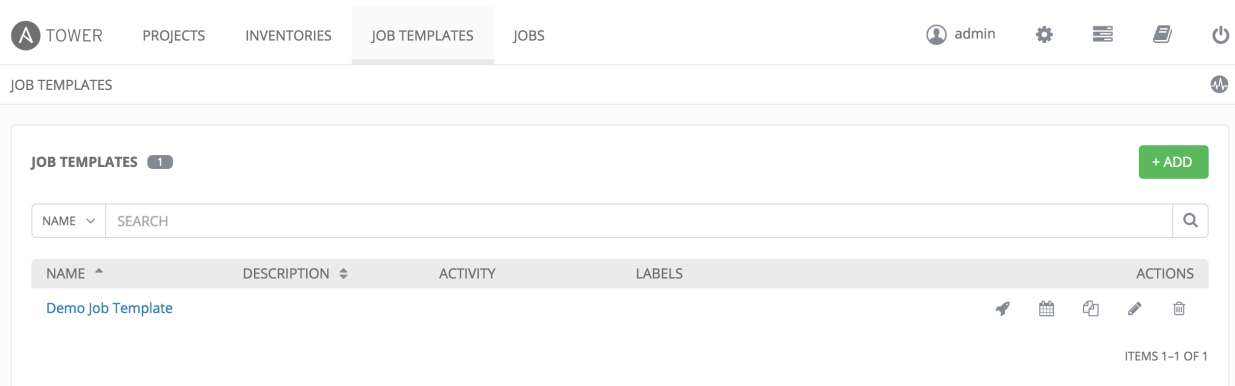 A TOWER PROJECTS INVENTORIES JOB TEMPLATES JOBS admin
JOB TEMPLATES
JOB TEMPLATES 1 + ADD
NAME SEARCH
NAME DESCRIPTION ACTIVITY LABELS ACTIONS
Demo Job Template
ITEMS 1–1 OF 1